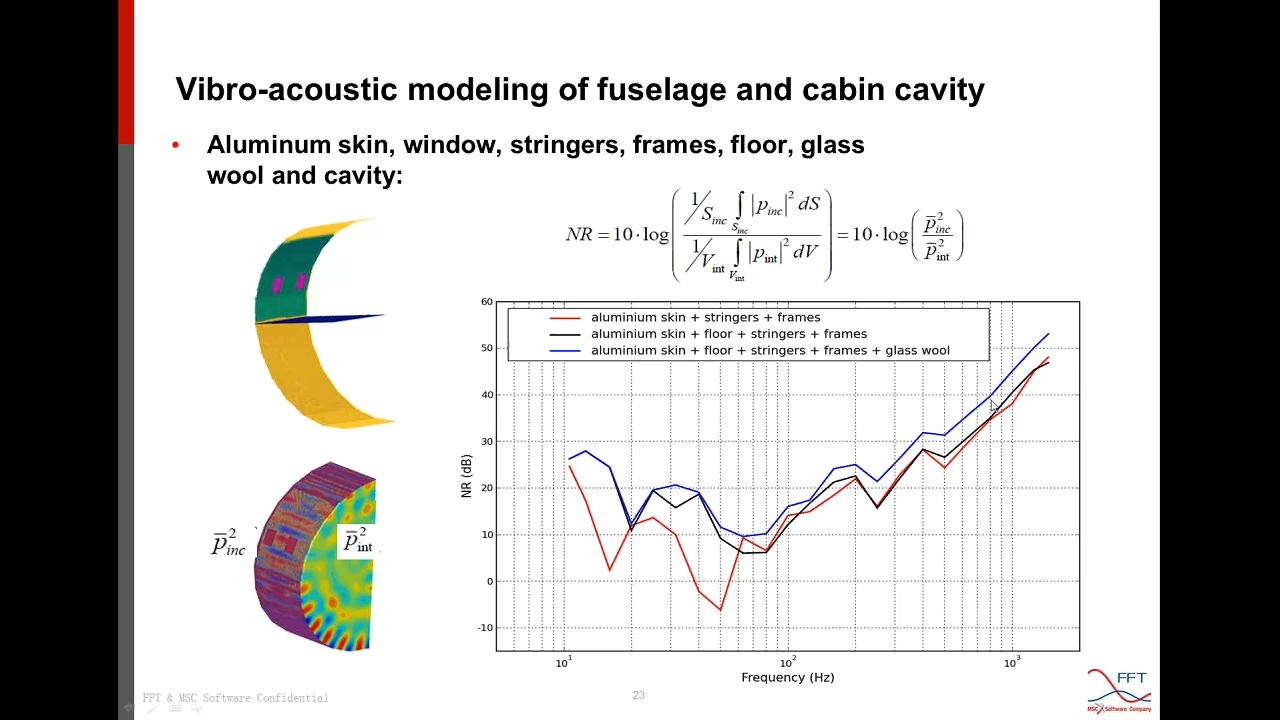 Vibro-acoustic modeling of fuselage and cabin cavity
• Aluminum skin, window, stringers, frames, floor, glass
wool and cavity:
NR = 10·log( (1/S_inc ∫_{S_inc} |p_inc|² dS) / (1/V_int ∫_{V_int} |p_int|² dV) ) = 10·log( p̅²_inc / p̅²_int )
aluminium skin + stringers + frames
aluminium skin + floor + stringers + frames
aluminium skin + floor + stringers + frames + glass wool
60
50
40
30
20
10
0
-10
NR (dB)
10¹ 10² 10³
Frequency (Hz)
p̅²_inc
p̅²_int
FFT & MSC Software Confidential
23
FFT
MSC Software Company